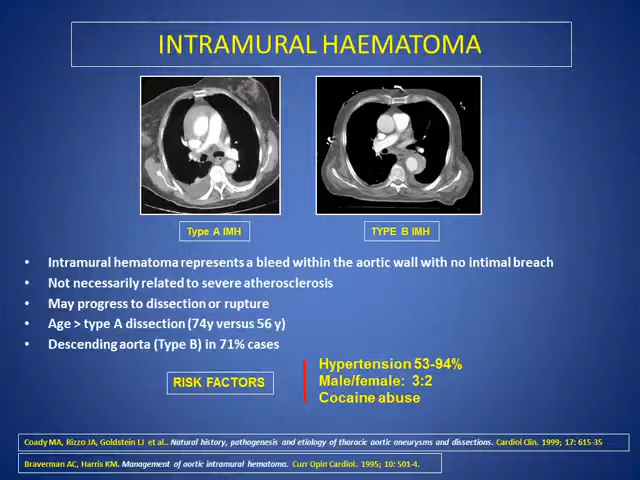 INTRAMURAL HAEMATOMA
Type A IMH
TYPE B IMH
• Intramural hematoma represents a bleed within the aortic wall with no intimal breach
• Not necessarily related to severe atherosclerosis
• May progress to dissection or rupture
• Age > type A dissection (74y versus 56 y)
• Descending aorta (Type B) in 71% cases
RISK FACTORS
Hypertension 53-94%
Male/female: 3:2
Cocaine abuse
Coady MA, Rizzo JA, Goldstein LJ et al.. Natural history, pathogenesis and etiology of thoracic aortic aneurysms and dissections. Cardiol Clin. 1999; 17: 615-35
Braverman AC, Harris KM. Management of aortic intramural hematoma. Curr Opin Cardiol. 1995; 10: 501-4.